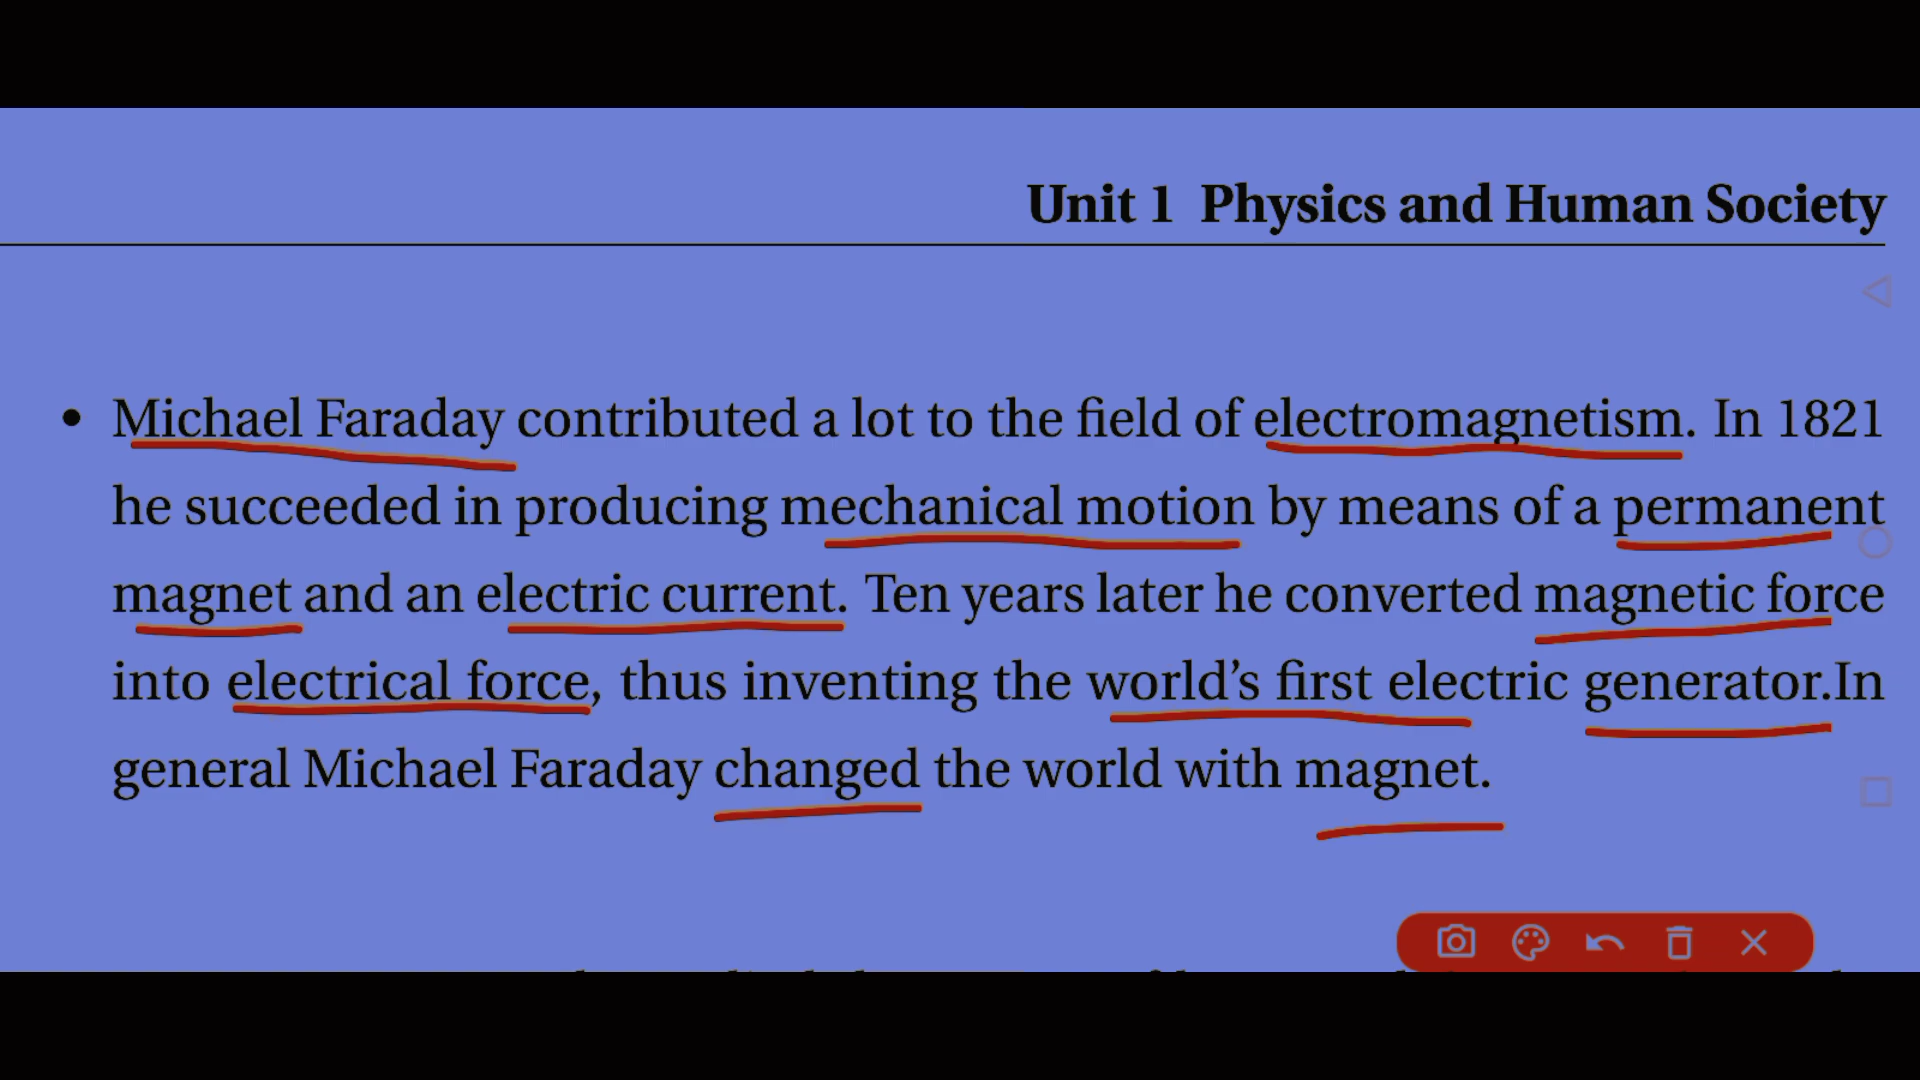 Unit 1 Physics and Human Society
• Michael Faraday contributed a lot to the field of electromagnetism. In 1821
he succeeded in producing mechanical motion by means of a permanent
magnet and an electric current. Ten years later he converted magnetic force
into electrical force, thus inventing the world’s first electric generator.In
general Michael Faraday changed the world with magnet.